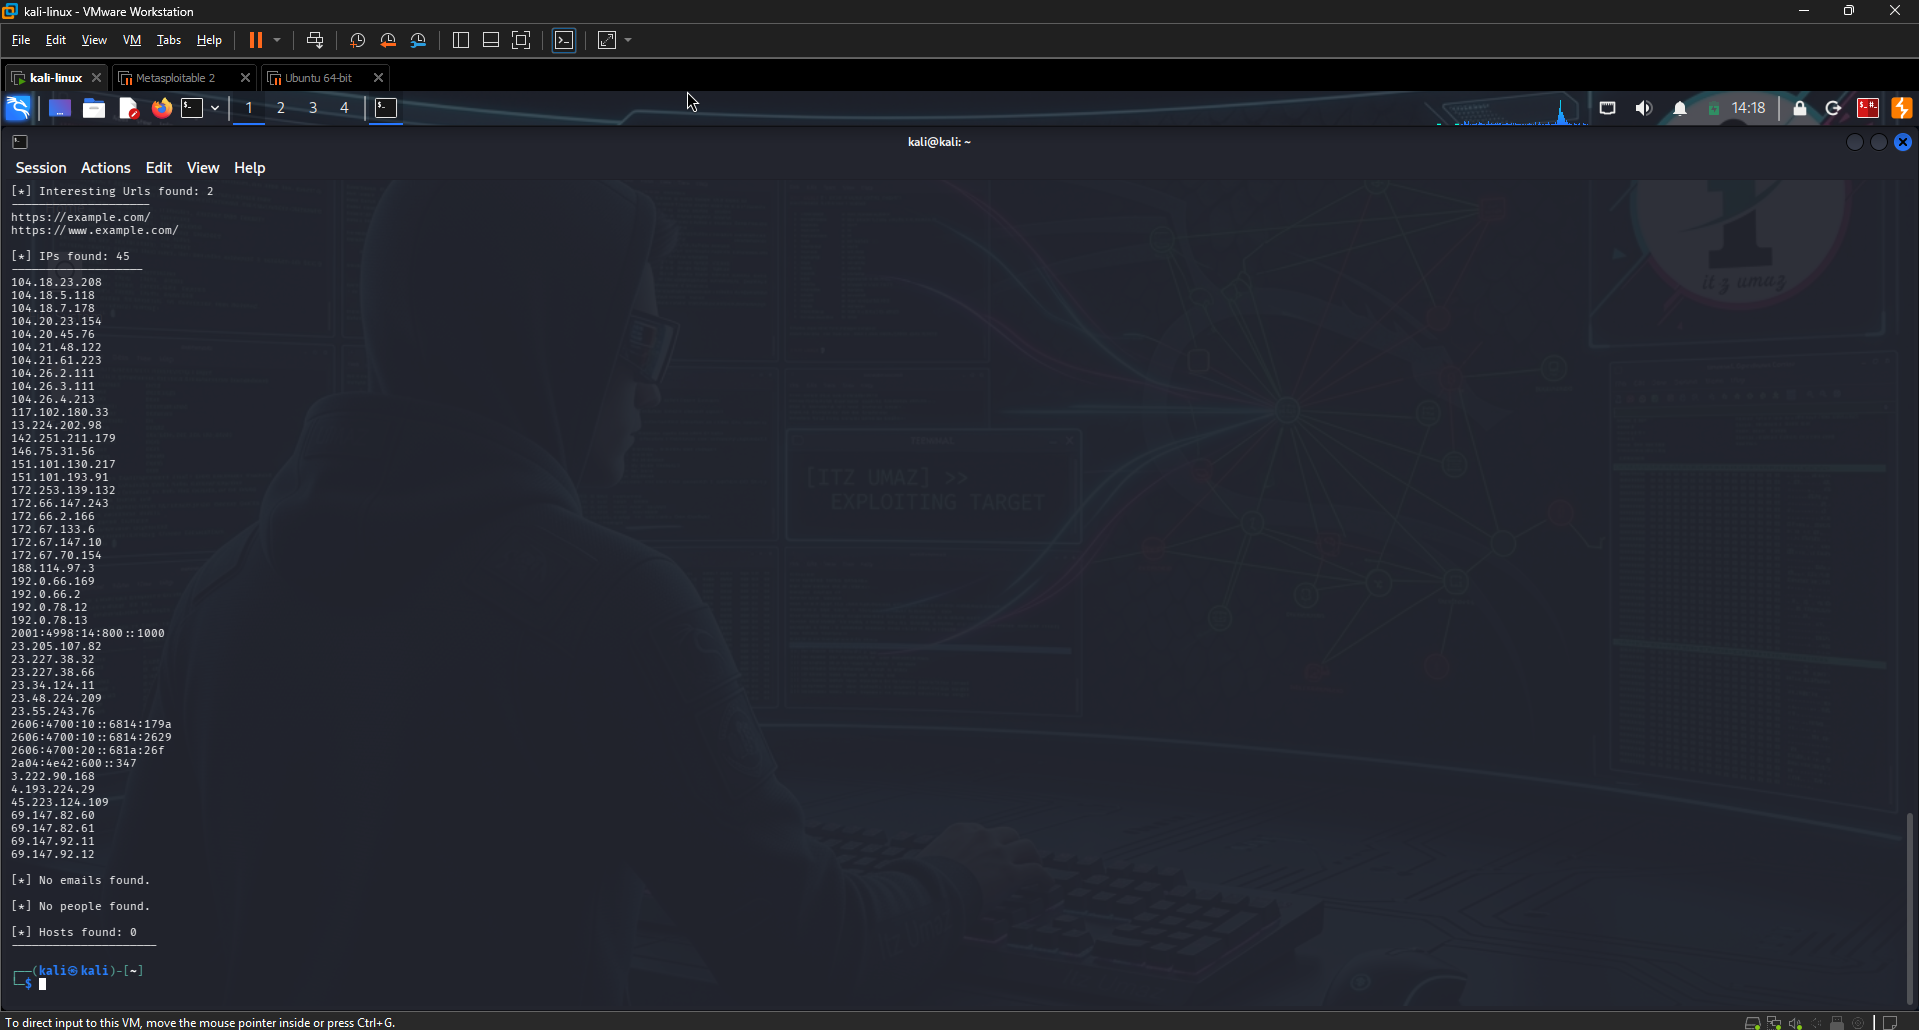 kali-linux - VMware Workstation
File Edit View VM Tabs Help
kali-linux Metasploitable 2 Ubuntu 64-bit
1 2 3 4 14:18
kali@kali: ~
Session Actions Edit View Help
[*] Interesting Urls found: 2
https://example.com/
https://www.example.com/
[*] IPs found: 45
104.18.23.208
104.18.5.118
104.18.7.178
104.20.23.154
104.20.45.76
104.21.48.122
104.21.61.223
104.26.2.111
104.26.3.111
104.26.4.213
117.102.180.33
13.224.202.98
142.251.211.179
146.75.31.56
151.101.130.217
151.101.193.91
172.253.139.132
172.66.147.243
172.66.2.166
172.67.133.6
172.67.147.10
172.67.70.154
188.114.97.3
192.0.66.169
192.0.66.2
192.0.78.12
192.0.78.13
2001:4998:14:800::1000
23.205.107.82
23.227.38.32
23.227.38.66
23.34.124.11
23.48.224.209
23.55.243.76
2606:4700:10::6814:179a
2606:4700:10::6814:2629
2606:4700:20::681a:26f
2a04:4e42:600::347
3.222.90.168
4.193.224.29
45.223.124.109
69.147.82.60
69.147.82.61
69.147.92.11
69.147.92.12
[*] No emails found.
[*] No people found.
[*] Hosts found: 0
(kali㉿kali)-[~]
$
it z umaz
[ITZ UMAZ] >>
EXPLOITING TARGET
To direct input to this VM, move the mouse pointer inside or press Ctrl+G.